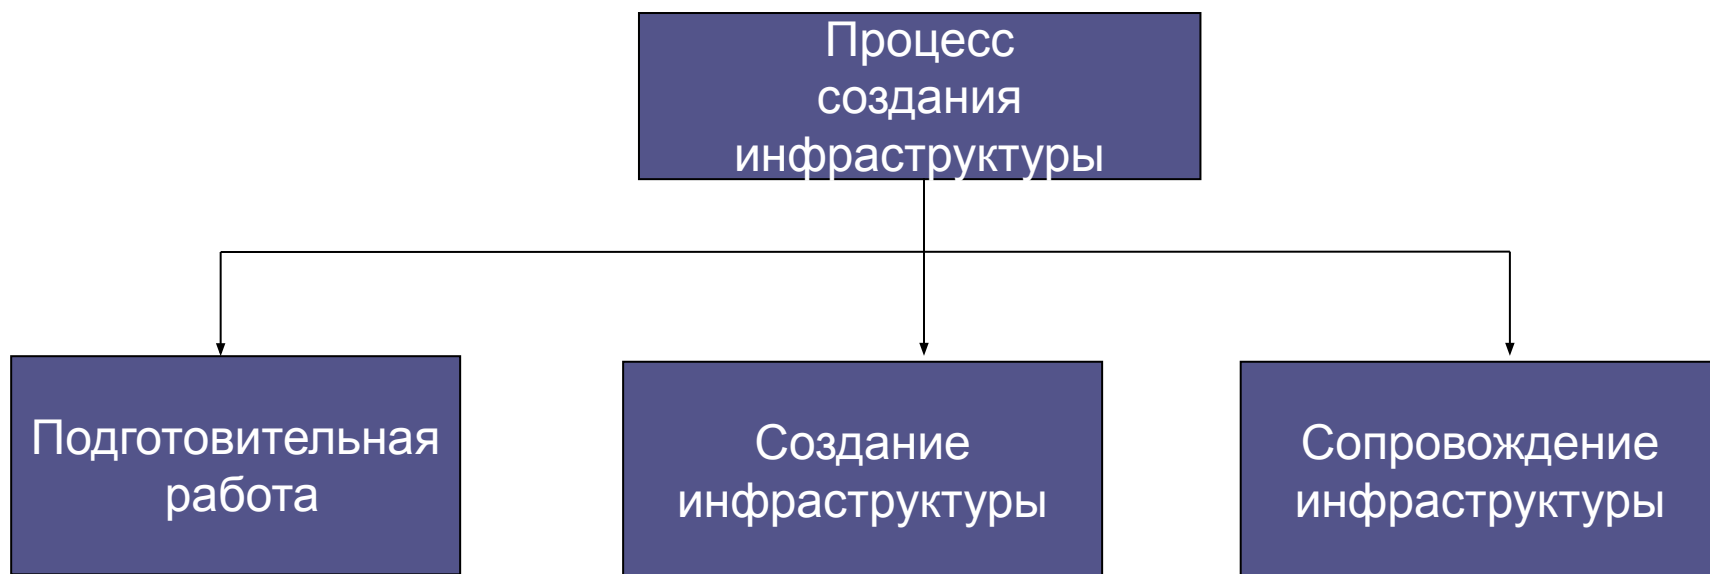 Процесс
создания
инфраструктуры
Подготовительная
работа
Создание
инфраструктуры
Сопровождение
инфраструктуры